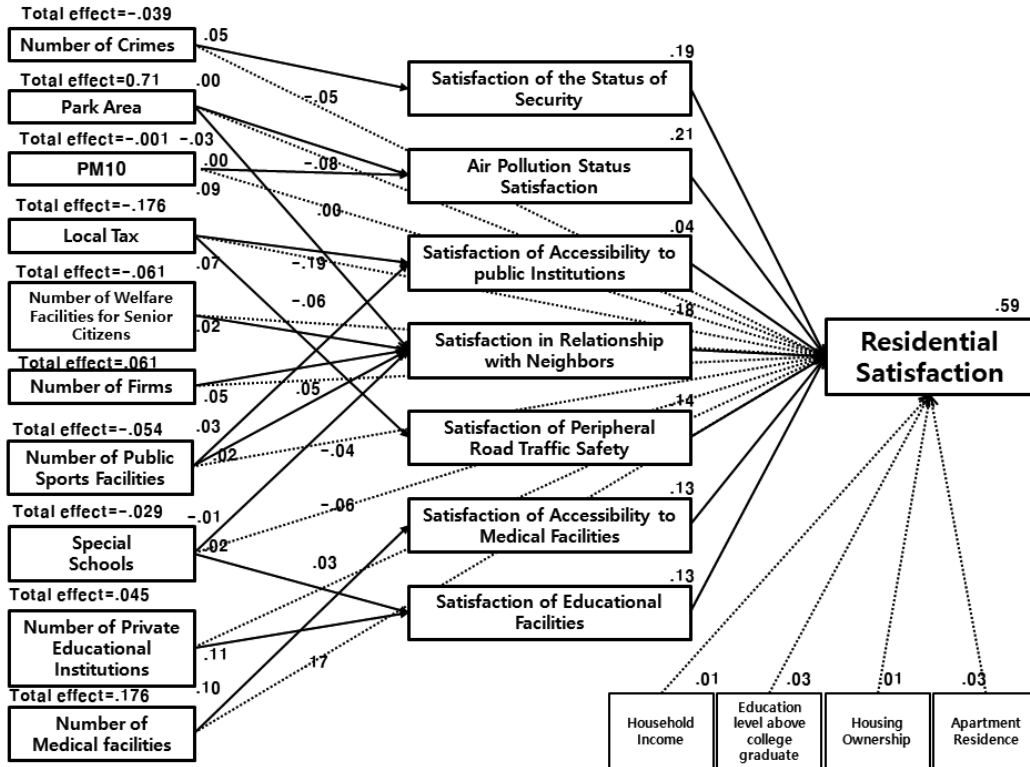 Total effect=-.039
Number of Crimes
.05
Total effect=0.71
.00
Park Area
Total effect=-.001
-.03
PM10
.00
.09
Total effect=-.176
Local Tax
.07
Total effect=-.061
Number of Welfare
Facilities for Senior
Citizens
.02
Total effect=.061
Number of Firms
.05
Total effect=-.054
.03
Number of Public
Sports Facilities
.02
Total effect=-.029
-.01
Special
Schools
.02
Total effect=.045
Number of Private
Educational
Institutions
.11
Total effect=.176
.10
Number of
Medical facilities
-.05
-.08
.00
-.19
-.06
.05
-.04
-.06
.03
.17
.19
Satisfaction of the Status of
Security
.21
Air Pollution Status
Satisfaction
.04
Satisfaction of Accessibility to
public Institutions
.18
Satisfaction in Relationship
with Neighbors
.14
Satisfaction of Peripheral
Road Traffic Safety
.13
Satisfaction of Accessibility to
Medical Facilities
.13
Satisfaction of Educational
Facilities
.59
Residential
Satisfaction
.01
Household
Income
.03
Education
level above
college
graduate
.01
Housing
Ownership
.03
Apartment
Residence